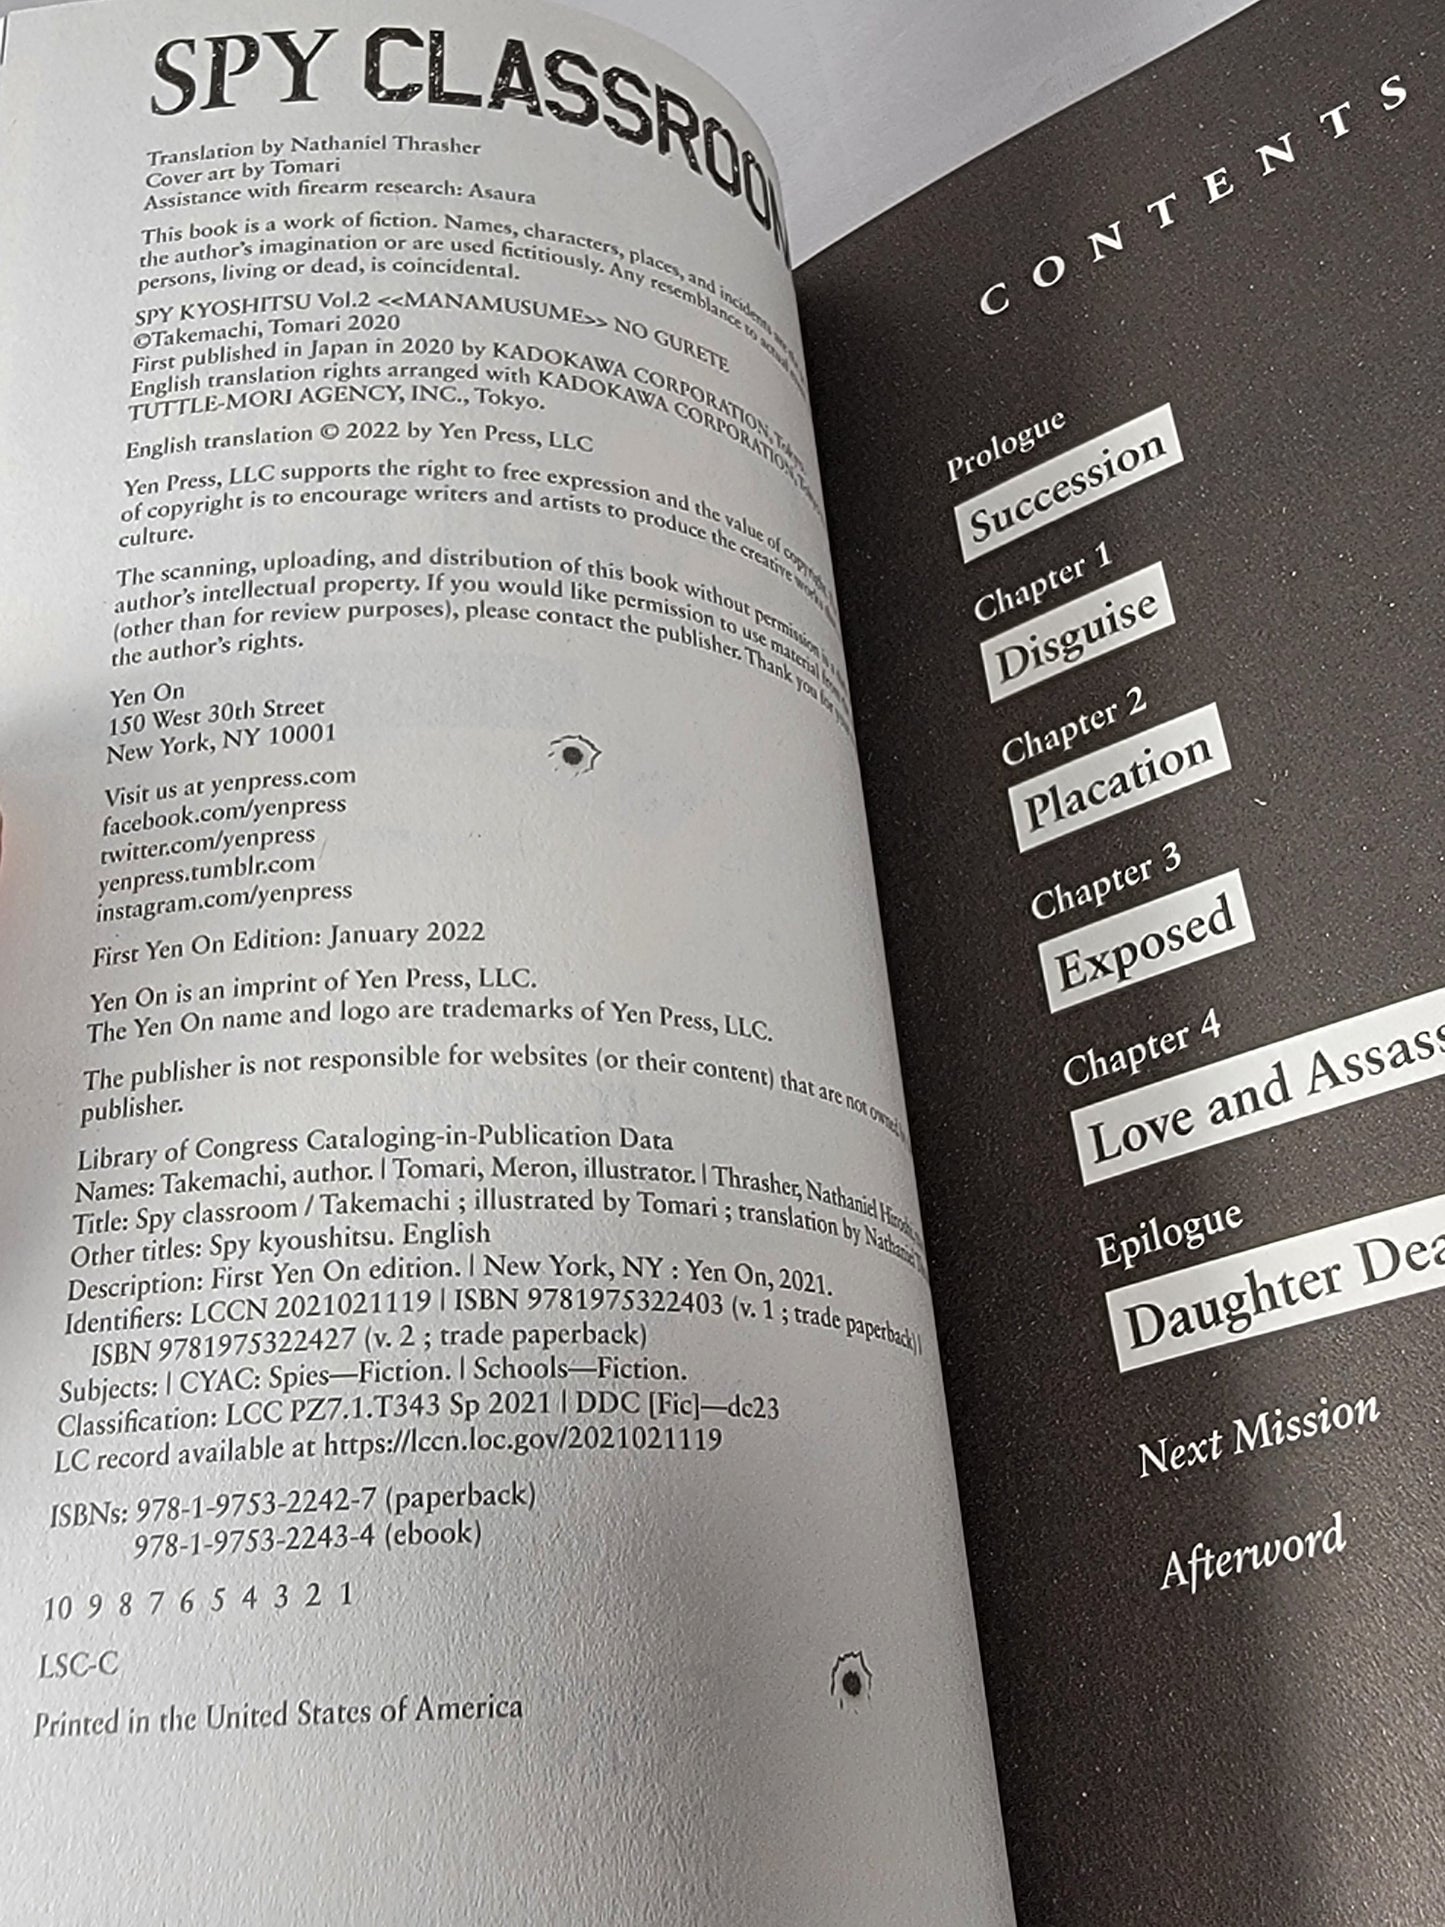 SPY CLASSROOM
Translation by Nathaniel Thrasher
Cover art by Tomari
Assistance with firearm research: Asaura
This book is a work of fiction. Names, characters, places, and incidents are
the author's imagination or are used fictitiously. Any resemblance to actual
persons, living or dead, is coincidental.
SPY KYOSHITSU Vol.2 <<MANAMUSUME>> NO GURETE
©Takemachi, Tomari 2020
First published in Japan in 2020 by KADOKAWA CORPORATION, Tokyo.
English translation rights arranged with KADOKAWA CORPORATION, Tokyo
TUTTLE-MORI AGENCY, INC., Tokyo.
English translation © 2022 by Yen Press, LLC
Yen Press, LLC supports the right to free expression and the value of copyright.
of copyright is to encourage writers and artists to produce the creative works
culture.
The scanning, uploading, and distribution of this book without permission is a
author's intellectual property. If you would like permission to use material from
(other than for review purposes), please contact the publisher. Thank you for
the author's rights.
Yen On
150 West 30th Street
New York, NY 10001
Visit us at yenpress.com
facebook.com/yenpress
twitter.com/yenpress
yenpress.tumblr.com
instagram.com/yenpress
First Yen On Edition: January 2022
Yen On is an imprint of Yen Press, LLC.
The Yen On name and logo are trademarks of Yen Press, LLC.
The publisher is not responsible for websites (or their content) that are not owned
publisher.
Library of Congress Cataloging-in-Publication Data
Names: Takemachi, author. | Tomari, Meron, illustrator. | Thrasher, Nathaniel
Title: Spy classroom / Takemachi ; illustrated by Tomari ; translation by Nathaniel
Other titles: Spy kyoushitsu. English
Description: First Yen On edition. | New York, NY : Yen On, 2021.
Identifiers: LCCN 2021021119 | ISBN 9781975322403 (v. 1 ; trade paperback) |
ISBN 9781975322427 (v. 2 ; trade paperback)
Subjects: | CYAC: Spies—Fiction. | Schools—Fiction.
Classification: LCC PZ7.1.T343 Sp 2021 | DDC [Fic]—dc23
LC record available at https://lccn.loc.gov/2021021119
ISBNs: 978-1-9753-2242-7 (paperback)
978-1-9753-2243-4 (ebook)
10 9 8 7 6 5 4 3 2 1
LSC-C
Printed in the United States of America
CONTENTS
Prologue
Succession
Chapter 1
Disguise
Chapter 2
Placation
Chapter 3
Exposed
Chapter 4
Love and Assass
Epilogue
Daughter Dea
Next Mission
Afterword